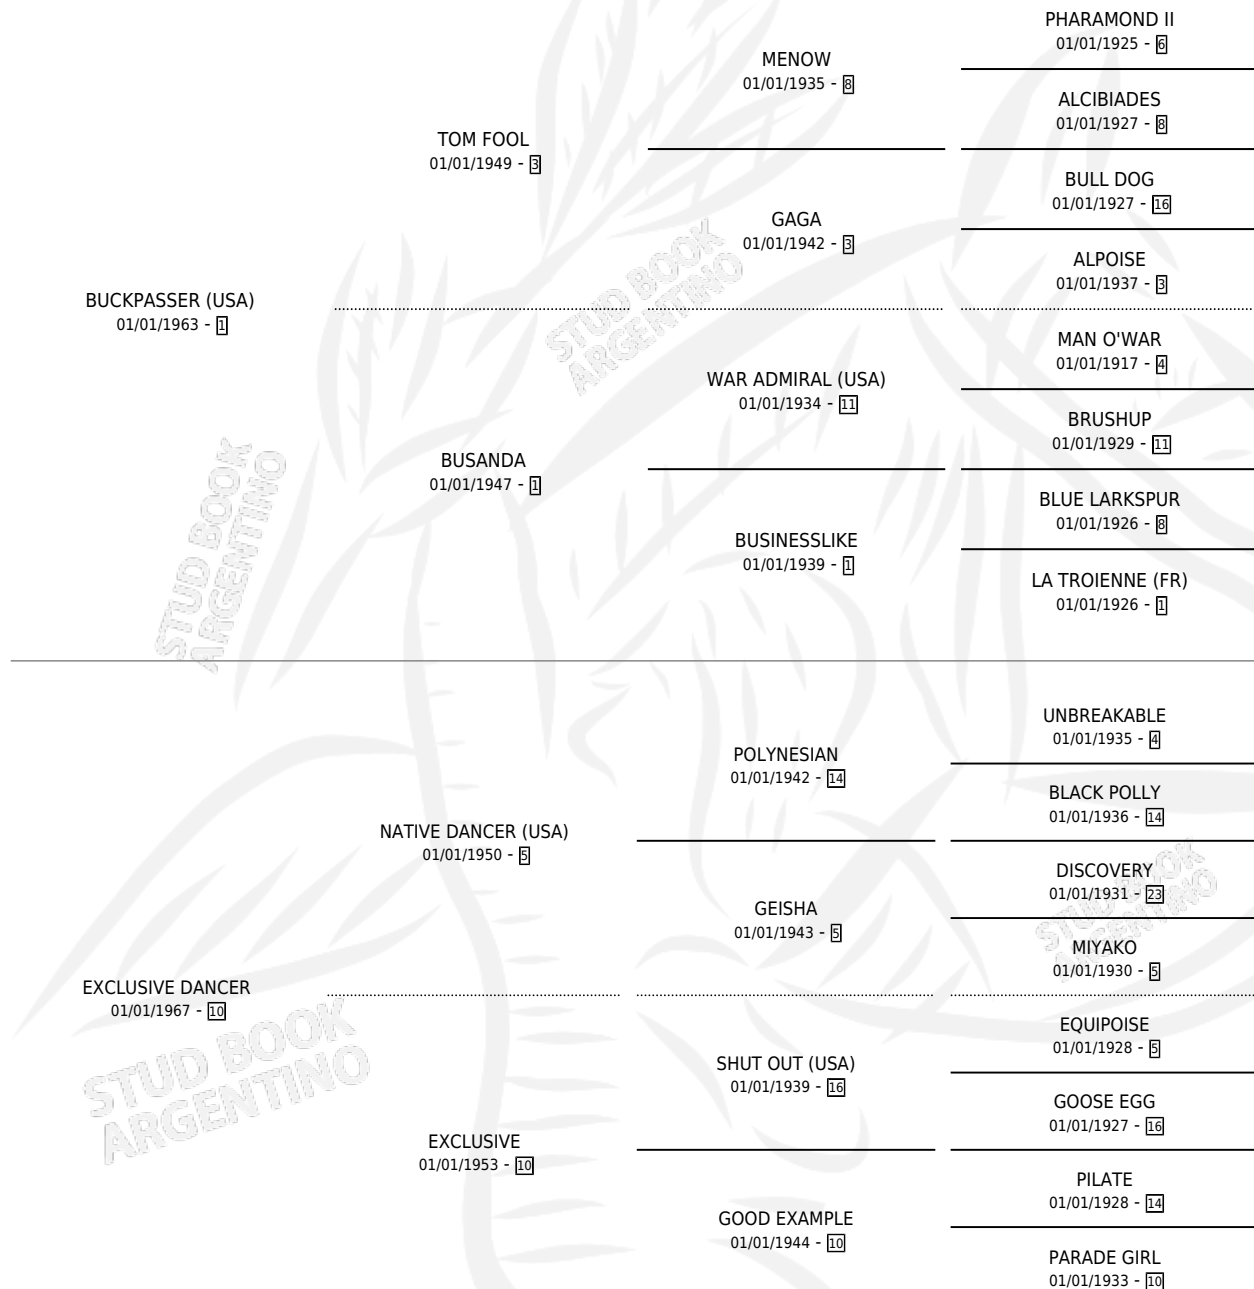 PHARAMOND II
01/01/1925 - 6
MENOW
01/01/1935 - 8
ALCIBIADES
01/01/1927 - 8
TOM FOOL
01/01/1949 - 3
BULL DOG
01/01/1927 - 16
GAGA
01/01/1942 - 3
ALPOISE
01/01/1937 - 3
BUCKPASSER (USA)
01/01/1963 - 1
MAN O'WAR
01/01/1917 - 4
WAR ADMIRAL (USA)
01/01/1934 - 11
BRUSHUP
01/01/1929 - 11
BUSANDA
01/01/1947 - 1
BLUE LARKSPUR
01/01/1926 - 8
BUSINESSLIKE
01/01/1939 - 1
LA TROIENNE (FR)
01/01/1926 - 1
UNBREAKABLE
01/01/1935 - 4
POLYNESIAN
01/01/1942 - 14
BLACK POLLY
01/01/1936 - 14
NATIVE DANCER (USA)
01/01/1950 - 5
DISCOVERY
01/01/1931 - 23
GEISHA
01/01/1943 - 5
MIYAKO
01/01/1930 - 5
EXCLUSIVE DANCER
01/01/1967 - 10
EQUIPOISE
01/01/1928 - 5
SHUT OUT (USA)
01/01/1939 - 16
GOOSE EGG
01/01/1927 - 16
EXCLUSIVE
01/01/1953 - 10
PILATE
01/01/1928 - 14
GOOD EXAMPLE
01/01/1944 - 10
PARADE GIRL
01/01/1933 - 10
STUD BOOK
ARGENTINO
STUD BOOK
ARGENTINO
STUD BOOK
ARGENTINO
STUD BOOK
ARGENTINO